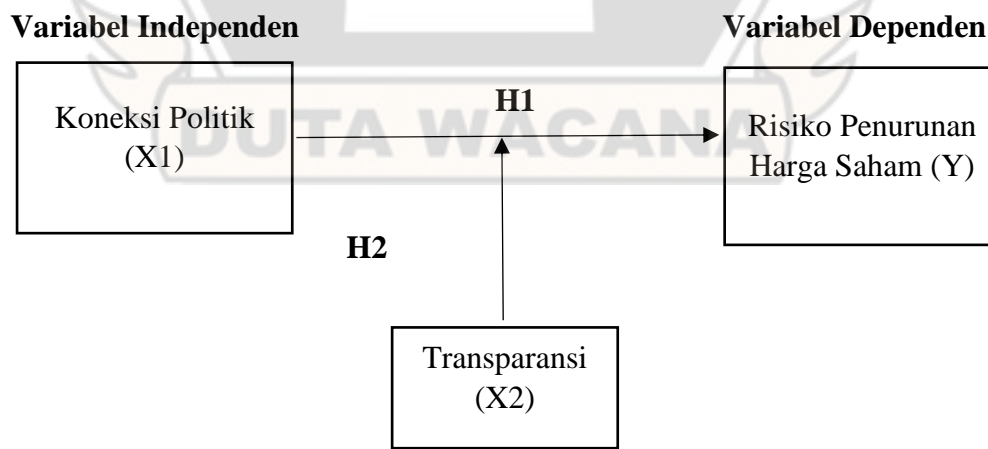 Variabel Independen
Variabel Dependen
Koneksi Politik
(X1)
H1
Risiko Penurunan
Harga Saham (Y)
DUTA WACANA
H2
Transparansi
(X2)